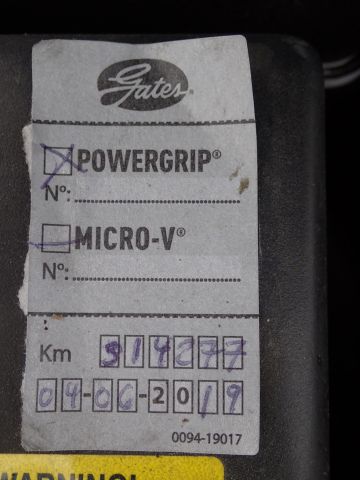 Gates
POWERGRIP®
Nº:
MICRO-V®
Nº:
Km 314277
04-06-2019
0094-19017
WARNING!